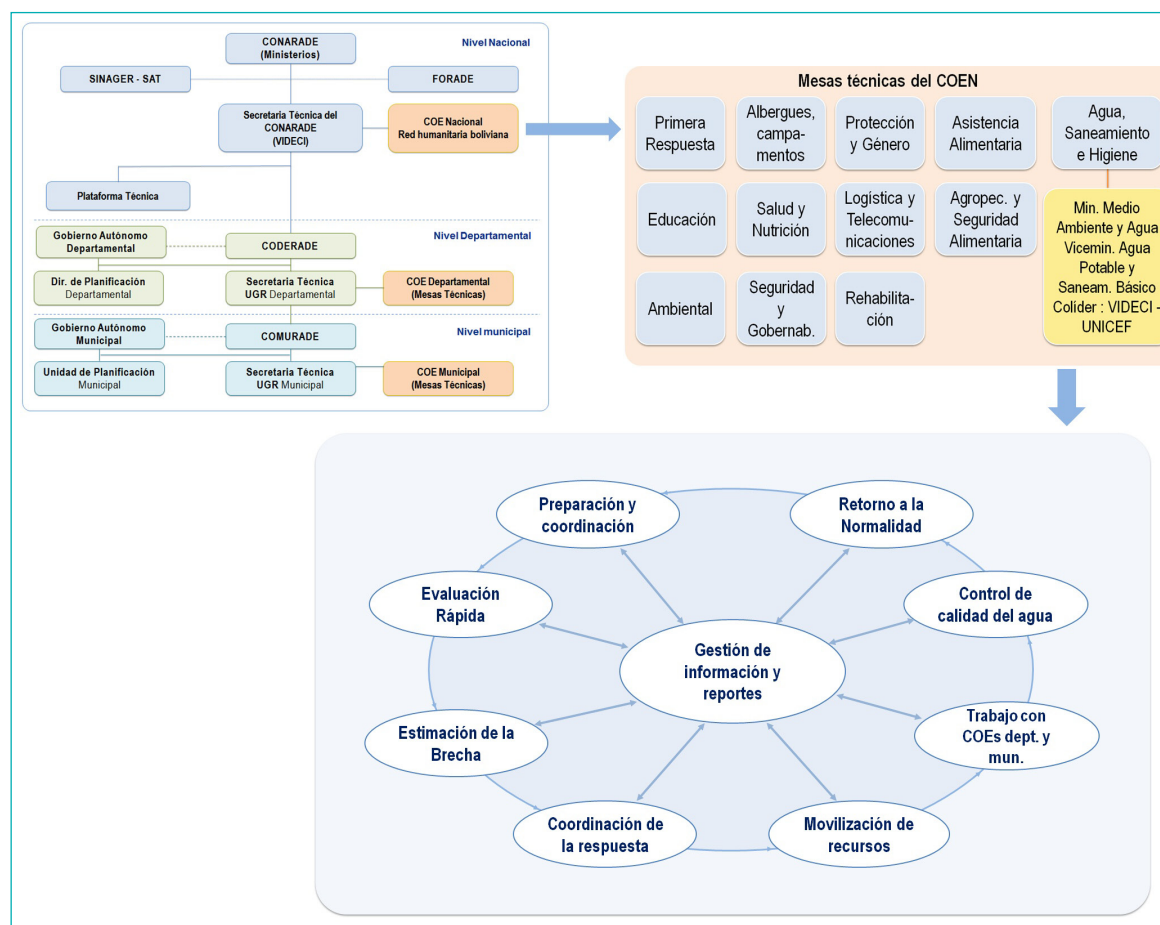 CONARADE
(Ministerios)
Nivel Nacional
SINAGER - SAT
FORADE
Secretaria Técnica del
CONARADE
(VIDECI)
COE Nacional
Red humanitaria boliviana
Plataforma Técnica
Nivel Departamental
Gobierno Autónomo
Departamental
CODERADE
Dir. de Planificación
Departamental
Secretaria Técnica
UGR Departamental
COE Departamental
(Mesas Técnicas)
Nivel municipal
Gobierno Autónomo
Municipal
COMURADE
Unidad de Planificación
Municipal
Secretaria Técnica
UGR Municipal
COE Municipal
(Mesas Técnicas)
Mesas técnicas del COEN
Primera
Respuesta
Albergues,
campa-
mentos
Protección
y Género
Asistencia
Alimentaria
Agua,
Saneamiento
e Higiene
Educación
Salud y
Nutrición
Logística y
Telecomu-
nicaciones
Agropec. y
Seguridad
Alimentaria
Min. Medio
Ambiente y Agua
Vicemin. Agua
Potable y
Saneam. Básico
Colider : VIDECI -
UNICEF
Ambiental
Seguridad
y
Gobernab.
Rehabilita-
ción
Preparación y
coordinación
Retorno a la
Normalidad
Evaluación
Rápida
Control de
calidad del agua
Gestión de
información y
reportes
Estimación de la
Brecha
Trabajo con
COEs dept. y
mun.
Coordinación de
la respuesta
Movilización de
recursos